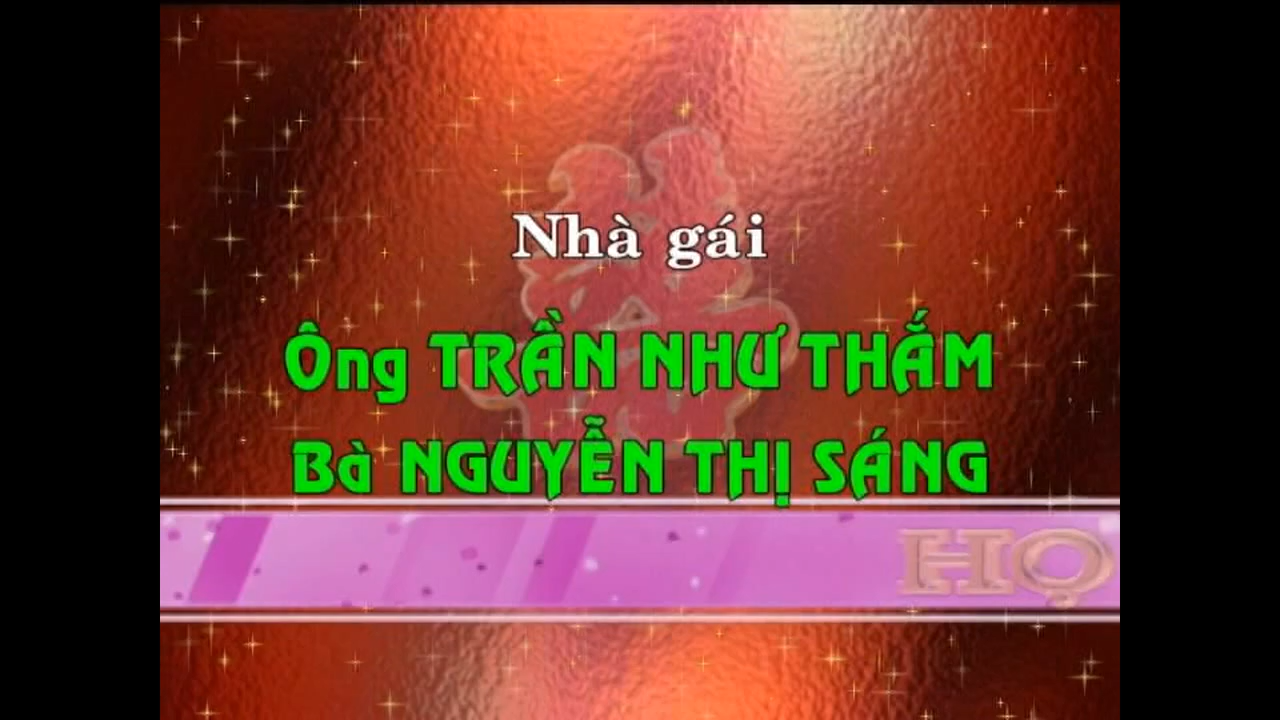 Nhà gái
Ông TRẦN NHƯ THẮM
Bà NGUYỄN THỊ SÁNG
HỌ